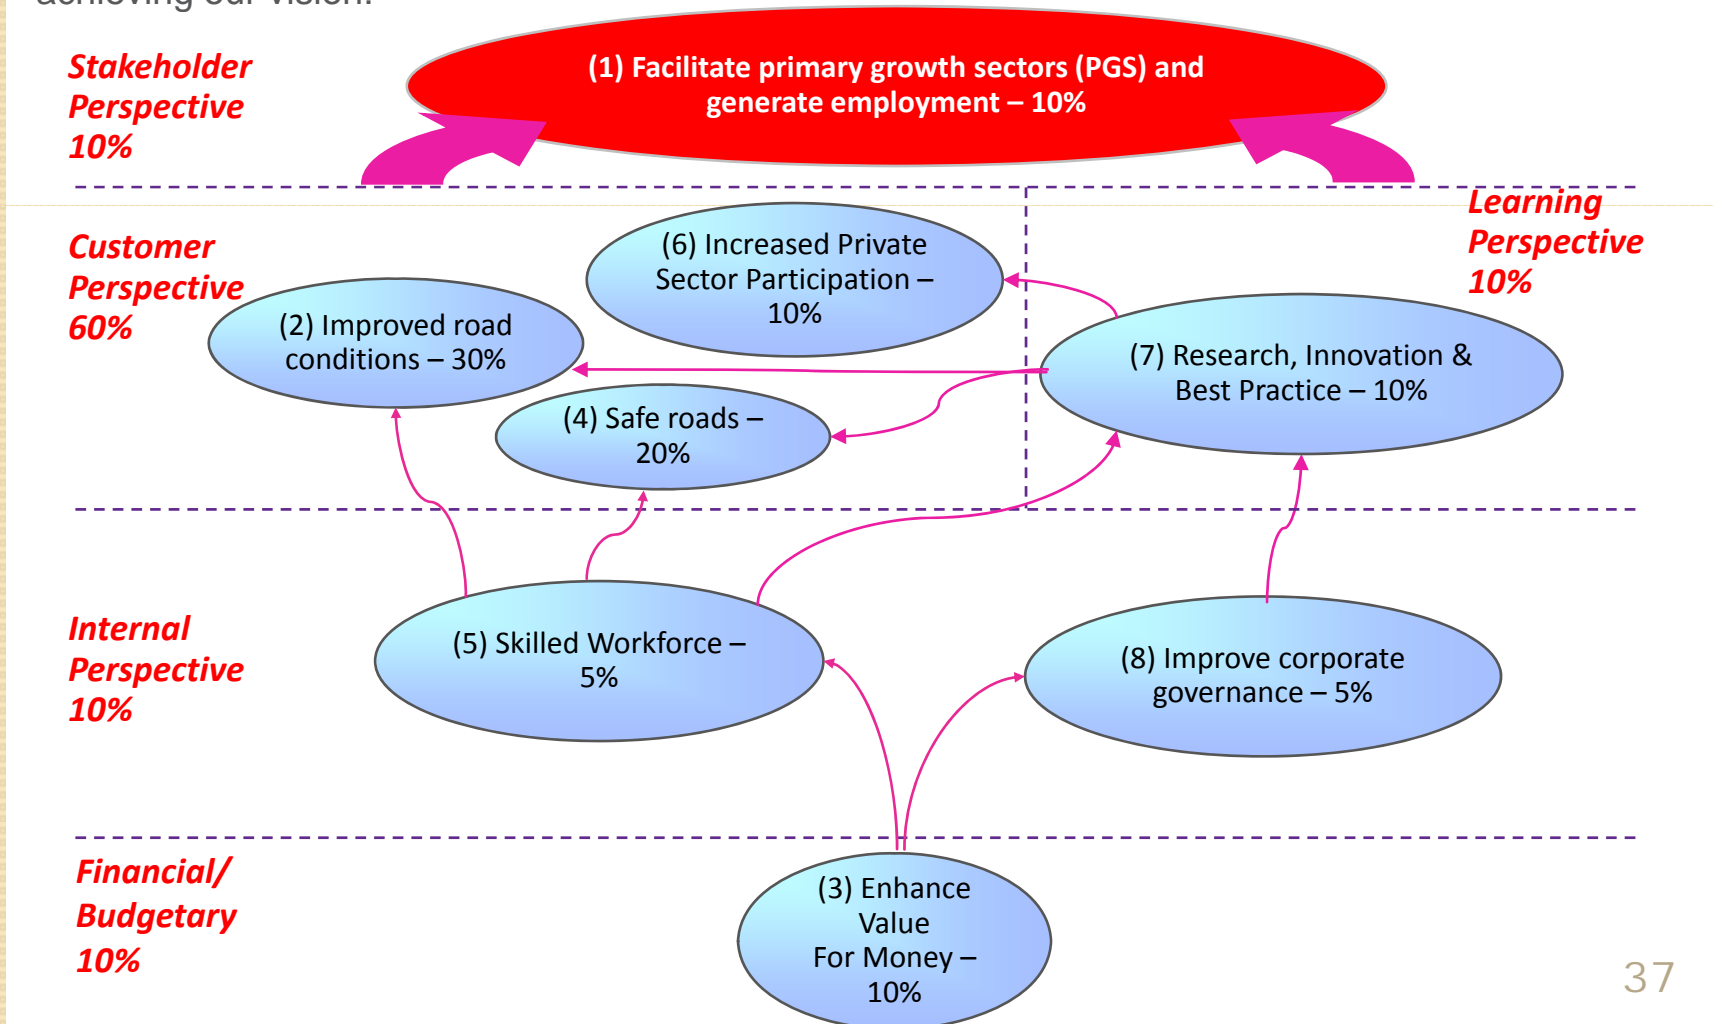 achieving our vision.
Stakeholder
Perspective
10%
(1) Facilitate primary growth sectors (PGS) and
generate employment – 10%
Customer
Perspective
60%
Learning
Perspective
10%
(6) Increased Private
Sector Participation –
10%
(2) Improved road
conditions – 30%
(7) Research, Innovation &
Best Practice – 10%
(4) Safe roads –
20%
Internal
Perspective
10%
(5) Skilled Workforce –
5%
(8) Improve corporate
governance – 5%
Financial/
Budgetary
10%
(3) Enhance
Value
For Money –
10%
37